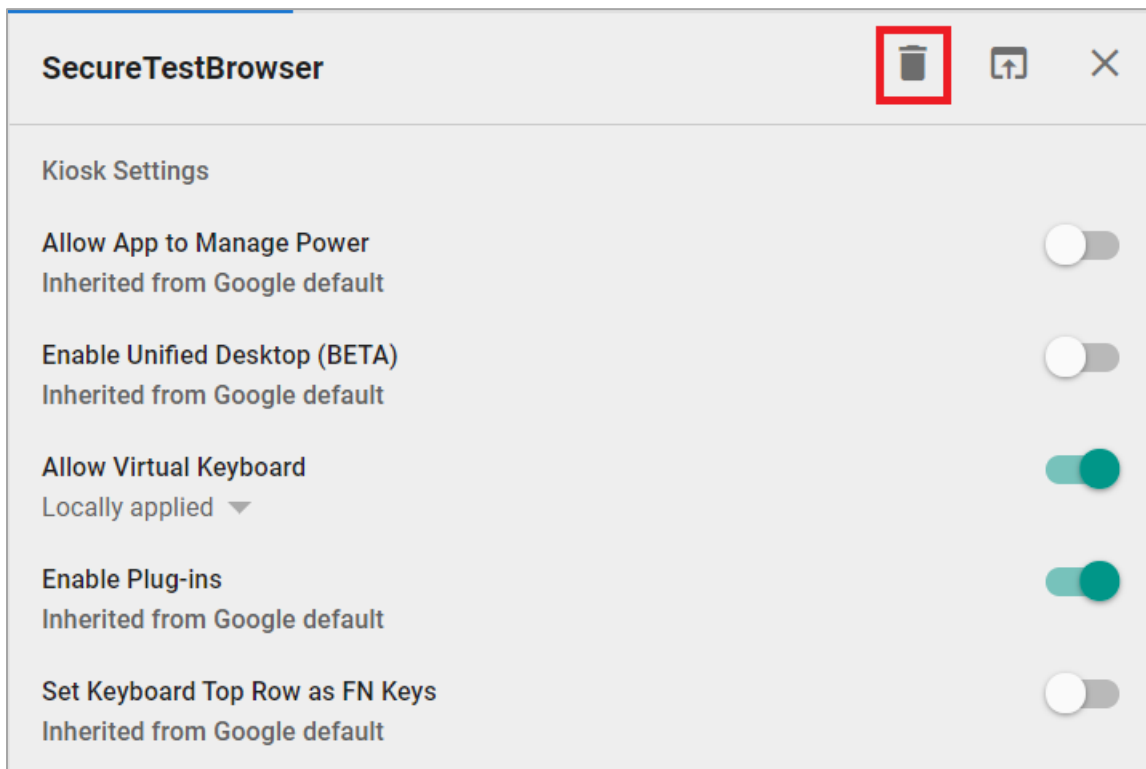 SecureTestBrowser
Kiosk Settings
Allow App to Manage Power
Inherited from Google default
Enable Unified Desktop (BETA)
Inherited from Google default
Allow Virtual Keyboard
Locally applied
Enable Plug-ins
Inherited from Google default
Set Keyboard Top Row as FN Keys
Inherited from Google default